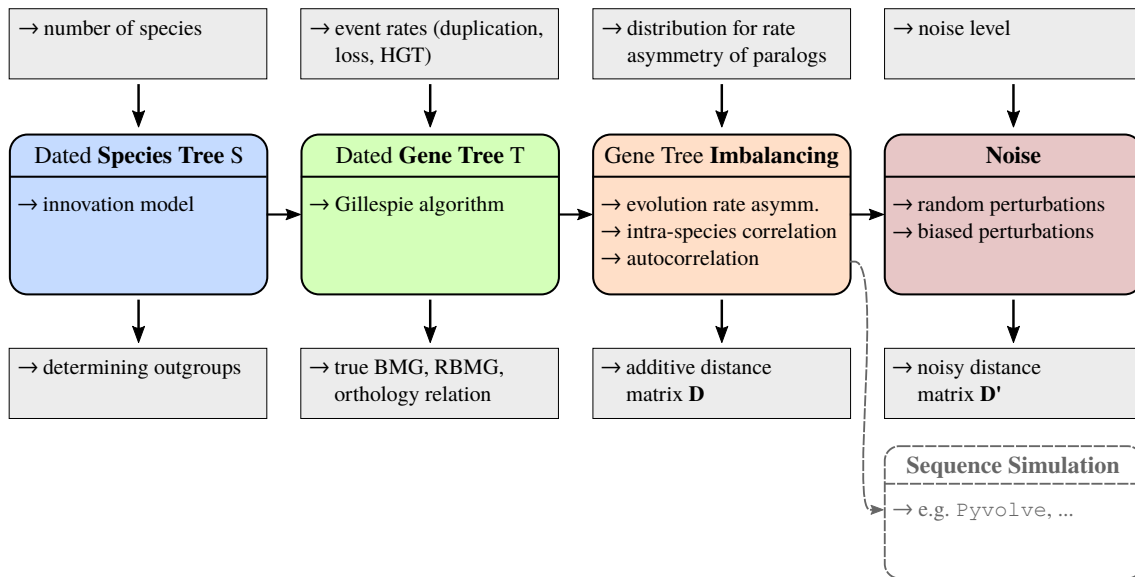 → number of species
→ event rates (duplication,
loss, HGT)
→ distribution for rate
asymmetry of paralogs
→ noise level
Dated Species Tree S
→ innovation model
Dated Gene Tree T
→ Gillespie algorithm
Gene Tree Imbalancing
→ evolution rate asymm.
→ intra-species correlation
→ autocorrelation
Noise
→ random perturbations
→ biased perturbations
→ determining outgroups
→ true BMG, RBMG,
orthology relation
→ additive distance
matrix D
→ noisy distance
matrix D'
Sequence Simulation
→ e.g. Pyvolve, ...